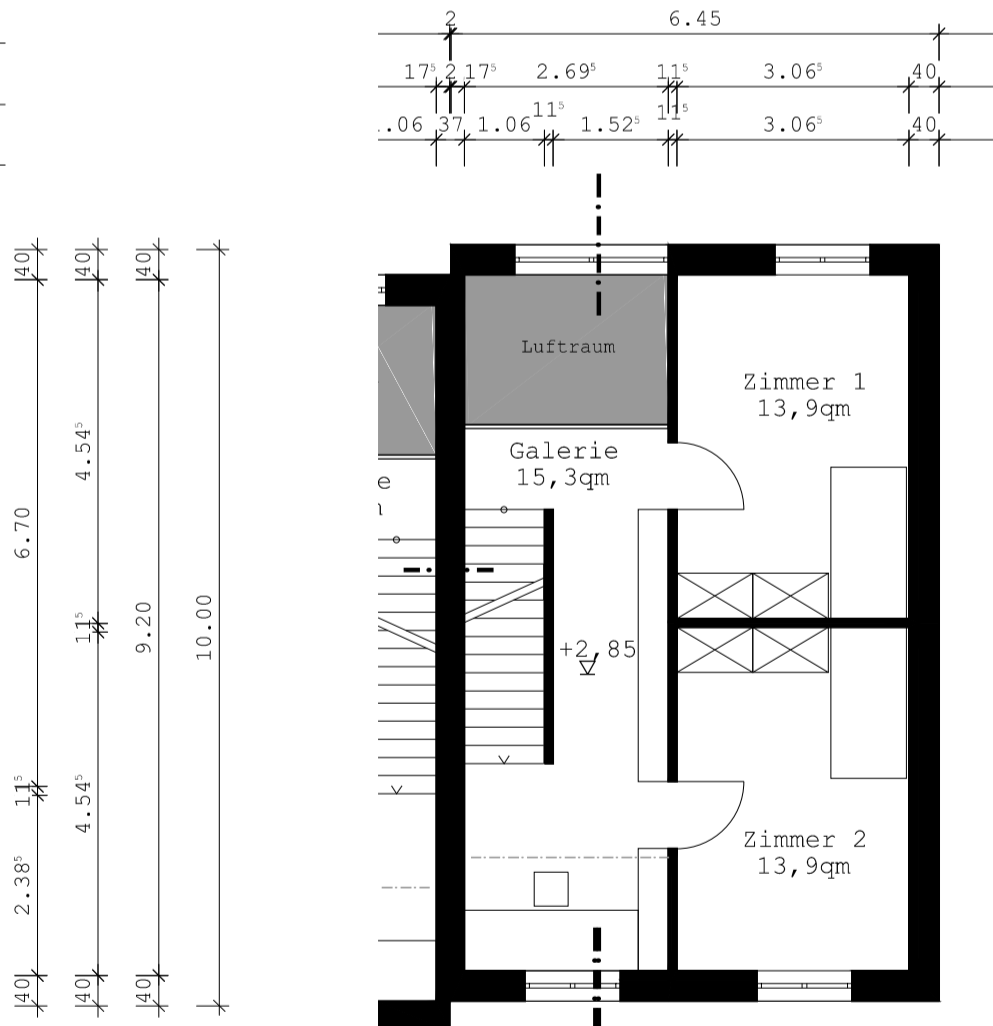 2 6.45
17⁵ 2 17⁵ 2.69⁵ 11⁵ 3.06⁵ 40
.06 37 1.06 11⁵ 1.52⁵ 11⁵ 3.06⁵ 40
40 40 40
Luftraum
Zimmer 1
13,9qm
4.54⁵
Galerie
15,3qm
e
6.70
11⁵
9.20
10.00
+2,85
11⁵
4.54⁵
Zimmer 2
13,9qm
2.38⁵
40 40 40